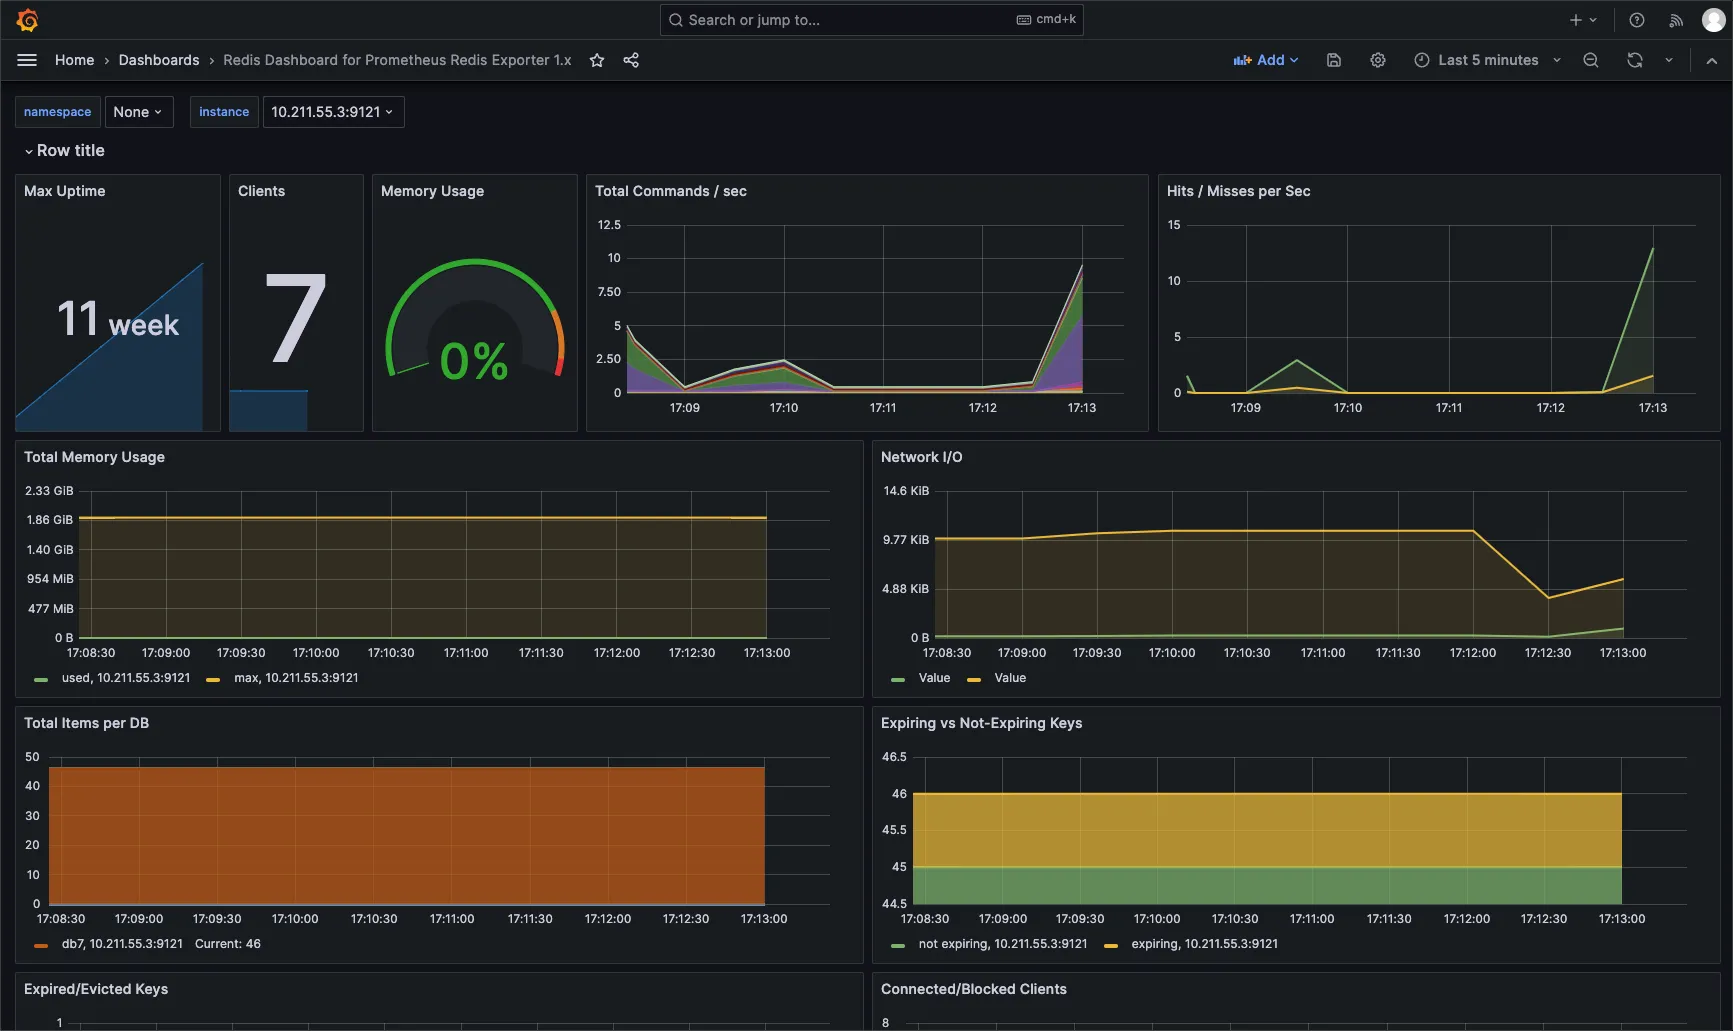 Search or jump to... cmd+k
Home › Dashboards › Redis Dashboard for Prometheus Redis Exporter 1.x Add Last 5 minutes
namespace None instance 10.211.55.3:9121
Row title
Max Uptime
11 week
Clients
7
Memory Usage
0%
Total Commands / sec
12.5
10
7.50
5
2.50
0
17:09 17:10 17:11 17:12 17:13
Hits / Misses per Sec
15
10
5
0
17:09 17:10 17:11 17:12 17:13
Total Memory Usage
2.33 GiB
1.86 GiB
1.40 GiB
954 MiB
477 MiB
0 B
17:08:30 17:09:00 17:09:30 17:10:00 17:10:30 17:11:00 17:11:30 17:12:00 17:12:30 17:13:00
used, 10.211.55.3:9121 max, 10.211.55.3:9121
Network I/O
14.6 KiB
9.77 KiB
4.88 KiB
0 B
17:08:30 17:09:00 17:09:30 17:10:00 17:10:30 17:11:00 17:11:30 17:12:00 17:12:30 17:13:00
Value Value
Total Items per DB
50
40
30
20
10
0
17:08:30 17:09:00 17:09:30 17:10:00 17:10:30 17:11:00 17:11:30 17:12:00 17:12:30 17:13:00
db7, 10.211.55.3:9121 Current: 46
Expiring vs Not-Expiring Keys
46.5
46
45.5
45
44.5
17:08:30 17:09:00 17:09:30 17:10:00 17:10:30 17:11:00 17:11:30 17:12:00 17:12:30 17:13:00
not expiring, 10.211.55.3:9121 expiring, 10.211.55.3:9121
Expired/Evicted Keys
1
Connected/Blocked Clients
8